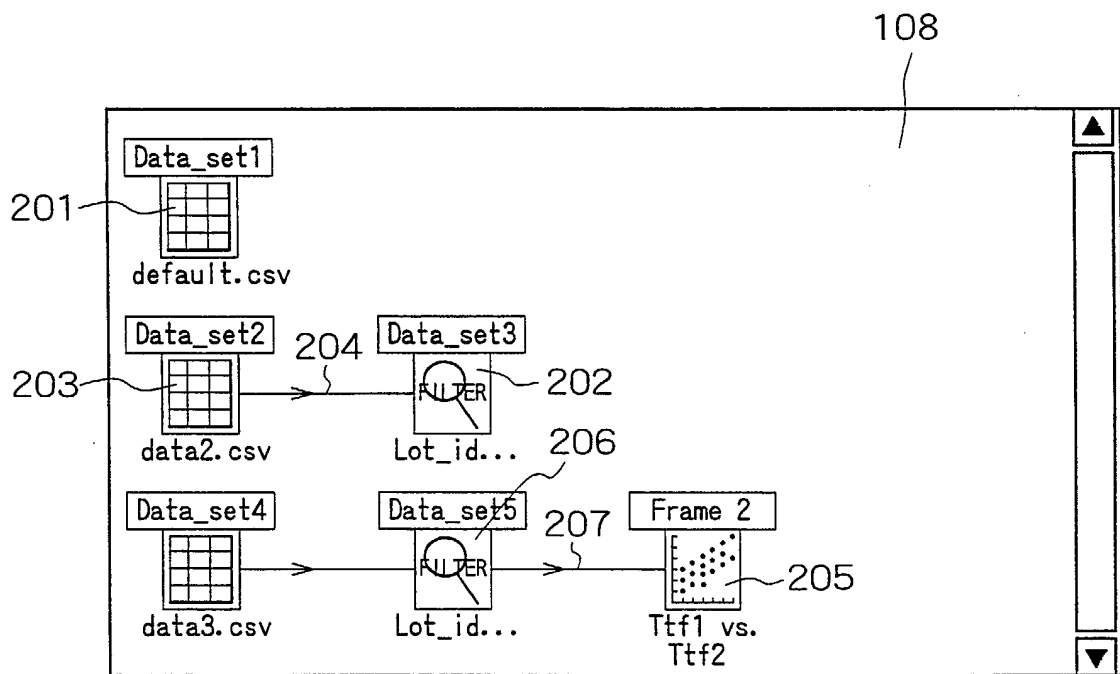 108
Data_set1
201
default.csv
Data_set2
Data_set3
204
203
202
FILTER
data2.csv
Lot_id...
206
Data_set4
Data_set5
Frame 2
207
FILTER
205
data3.csv
Lot_id...
Ttf1 vs.
Ttf2